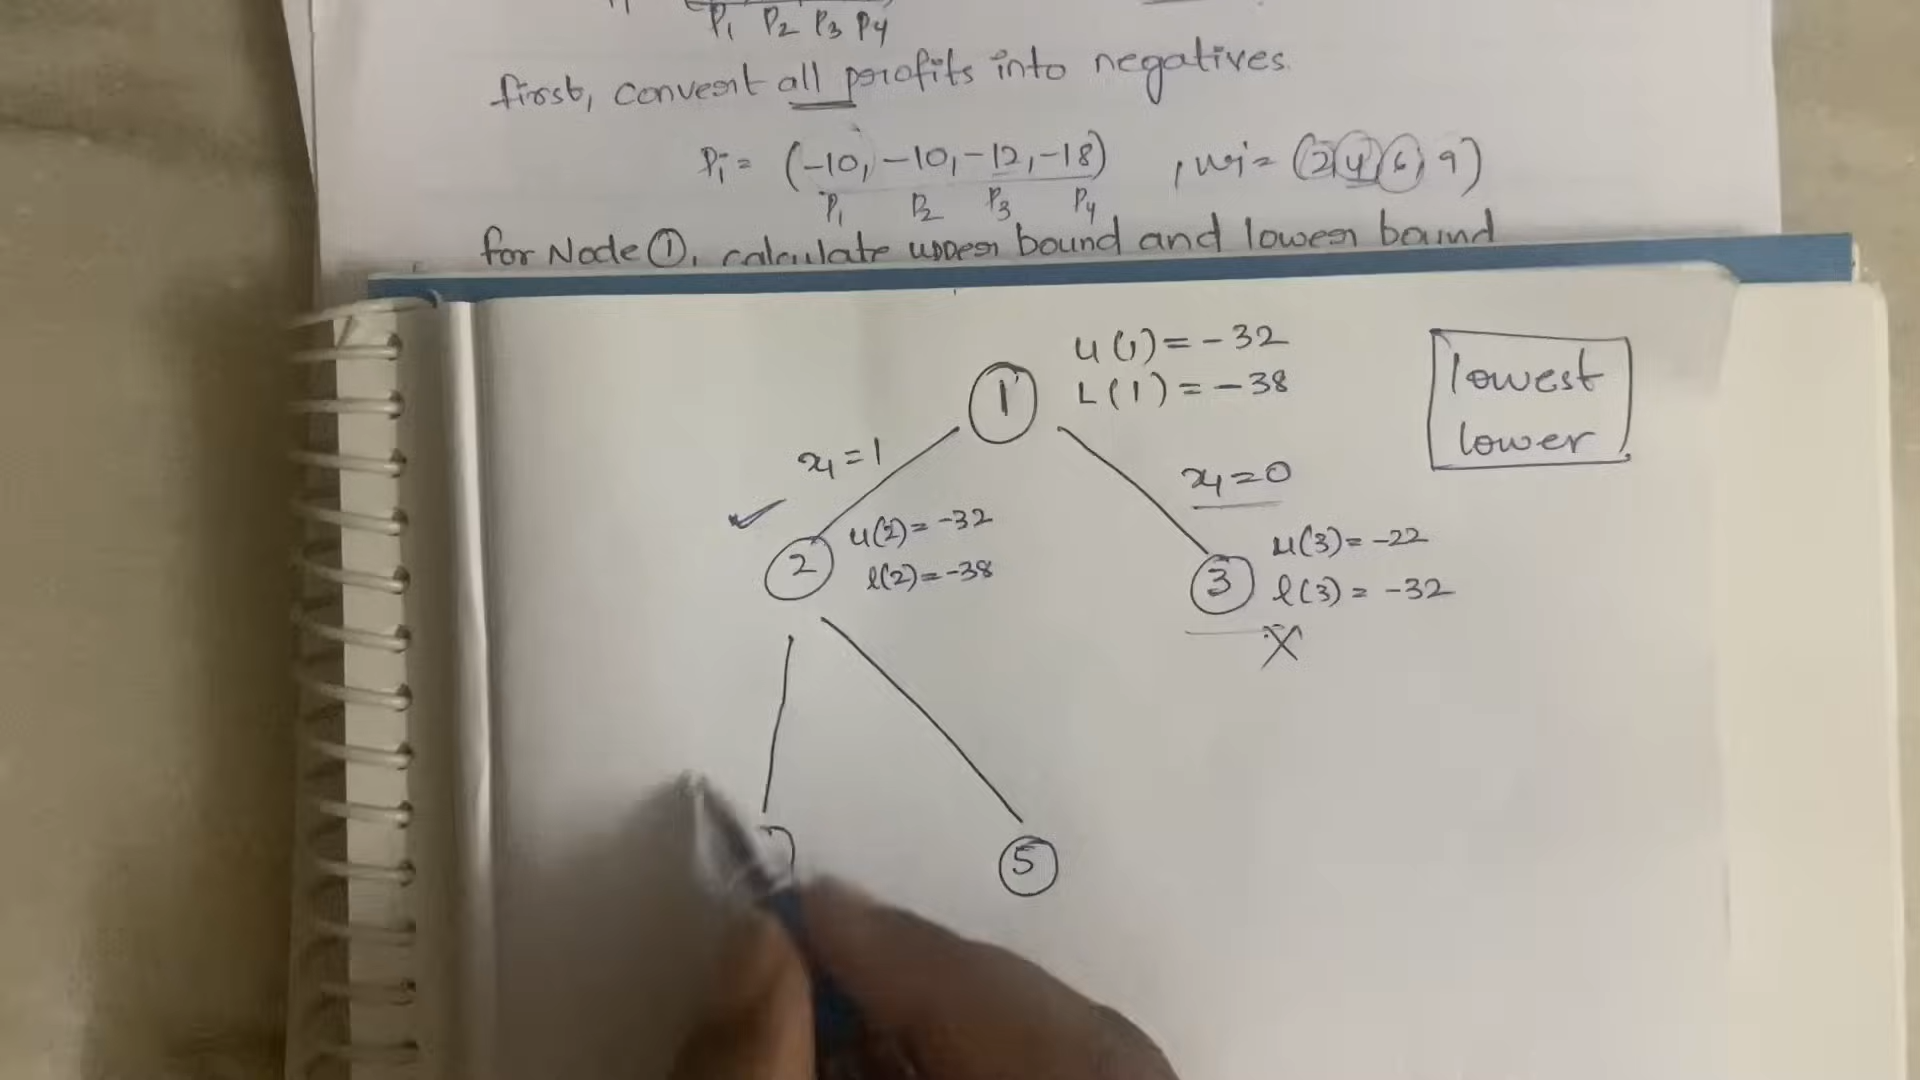 P1 P2 P3 P4
first, convert all profits into negatives.
Pi = (-10, -10, -12, -18) , wi = (2, 4, 6, 9)
P1 P2 P3 P4
for Node ①, calculate upper bound and lower bound
u(1) = -32
L(1) = -38
lowest
lower
1
x1 = 1
x1 = 0
u(2) = -32
l(2) = -38
2
u(3) = -22
l(3) = -32
3
X
5